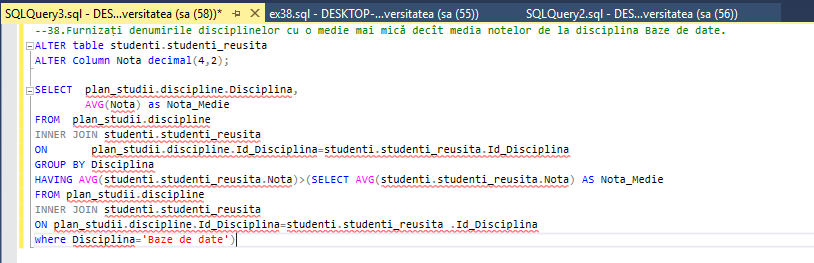 SQLQuery3.sql - DES...versitatea (sa (58))* ex38.sql - DESKTOP-...versitatea (sa (55)) SQLQuery2.sql - DES...versitatea (sa (56))
--38.Furnizați denumirile disciplinelor cu o medie mai mică decît media notelor de la disciplina Baze de date.
ALTER table studenti.studenti_reusita
ALTER Column Nota decimal(4,2);
SELECT plan_studii.discipline.Disciplina,
AVG(Nota) as Nota_Medie
FROM plan_studii.discipline
INNER JOIN studenti.studenti_reusita
ON plan_studii.discipline.Id_Disciplina=studenti.studenti_reusita.Id_Disciplina
GROUP BY Disciplina
HAVING AVG(studenti.studenti_reusita.Nota)>(SELECT AVG(studenti.studenti_reusita.Nota) AS Nota_Medie
FROM plan_studii.discipline
INNER JOIN studenti.studenti_reusita
ON plan_studii.discipline.Id_Disciplina=studenti.studenti_reusita .Id_Disciplina
where Disciplina='Baze de date')